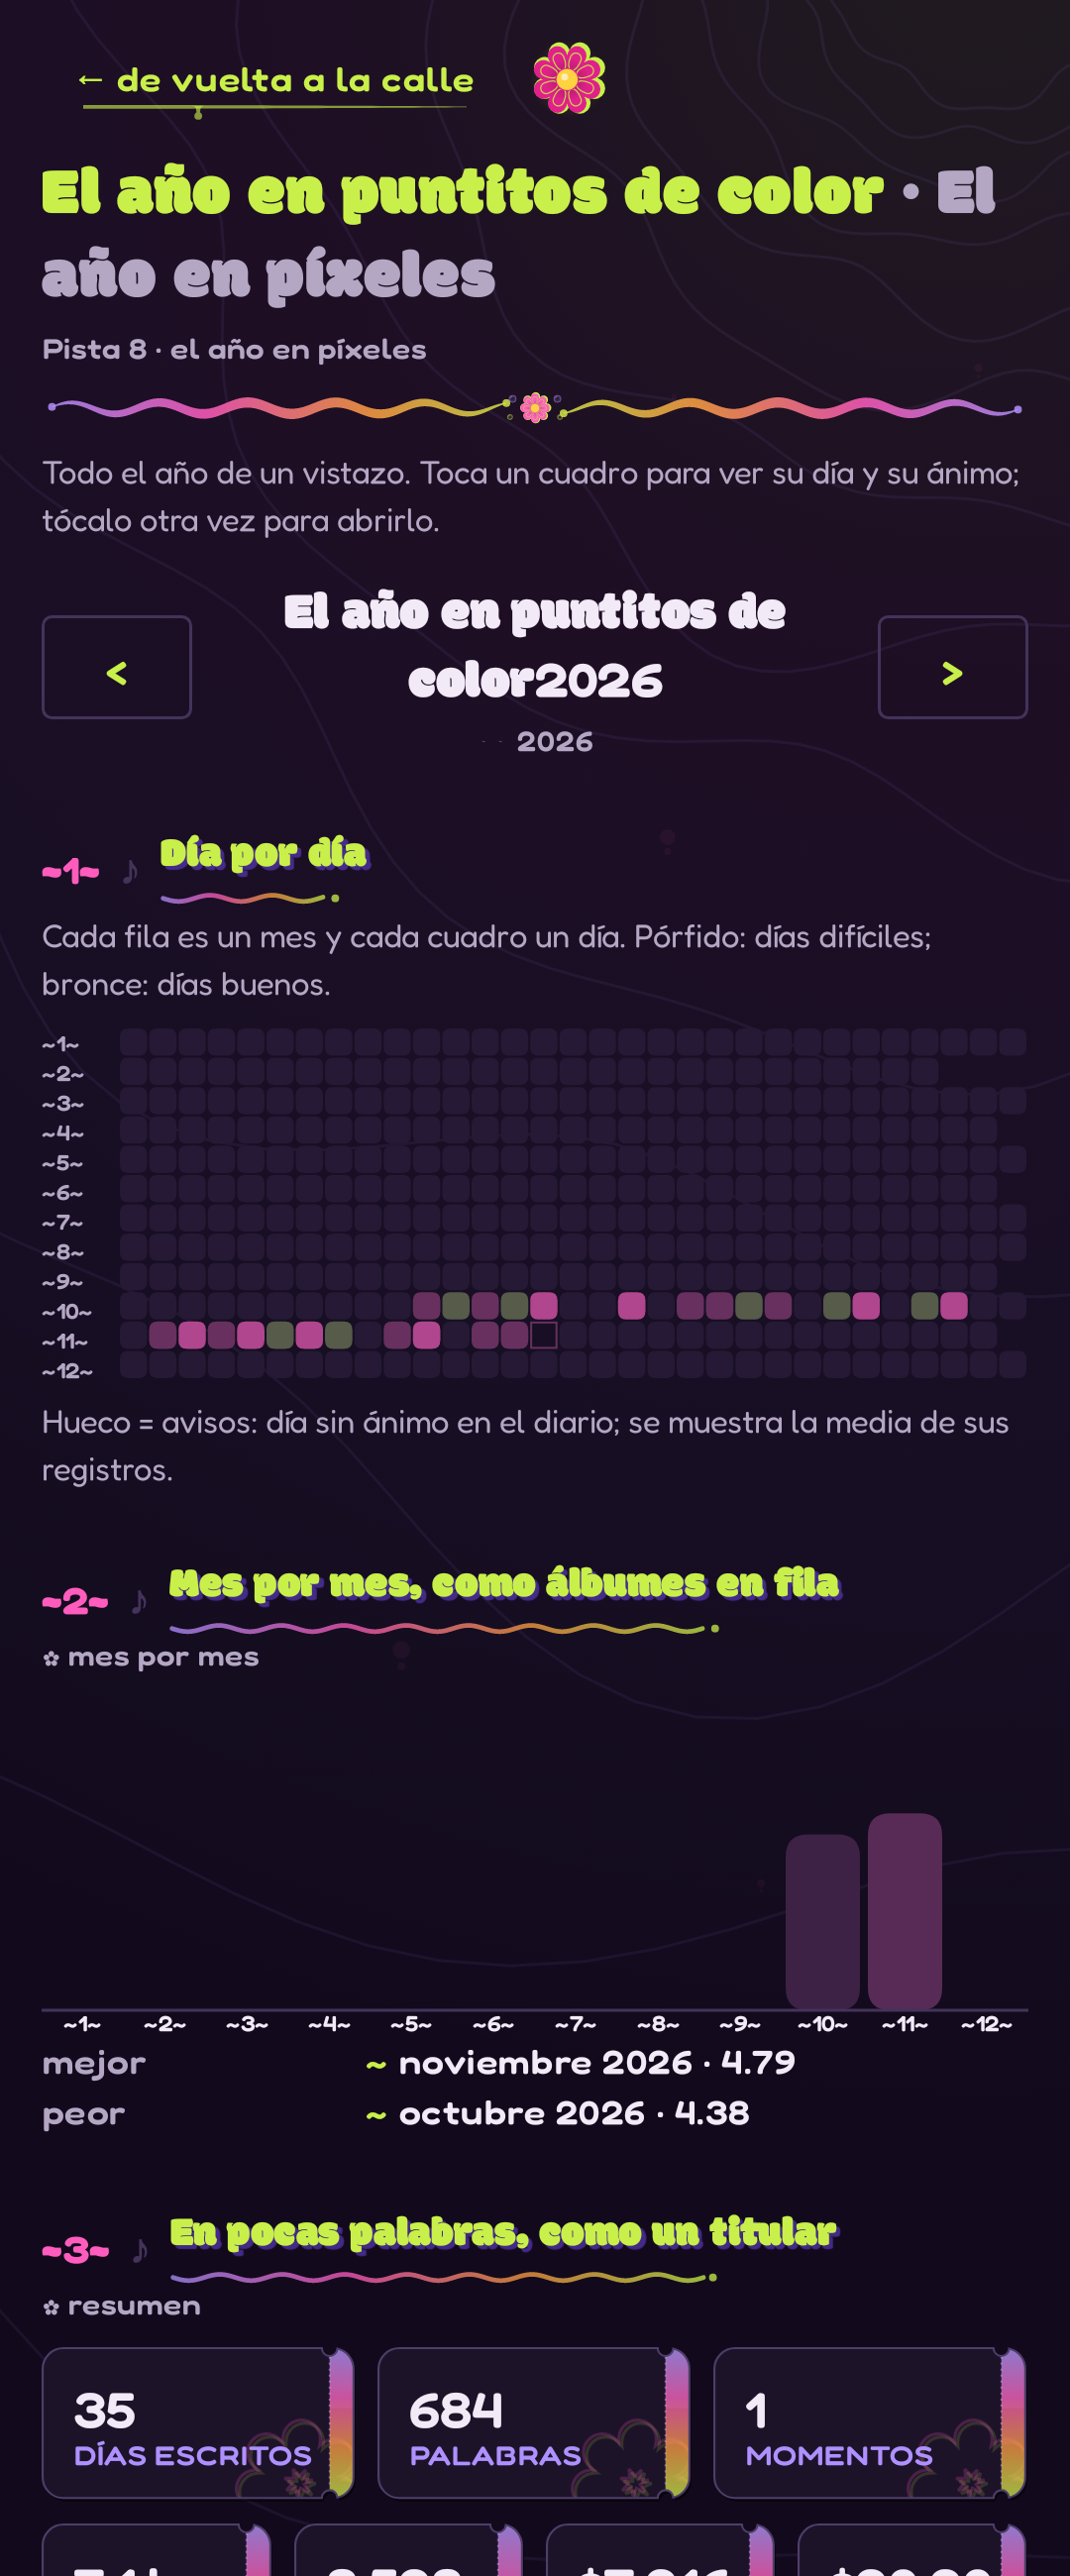 ← de vuelta a la calle
El año en puntitos de color · El
año en píxeles
Pista 8 · el año en píxeles
Todo el año de un vistazo. Toca un cuadro para ver su día y su ánimo;
tócalo otra vez para abrirlo.
<
El año en puntitos de
color2026
>
2026
~1~ ♪ Día por día
Cada fila es un mes y cada cuadro un día. Pórfido: días difíciles;
bronce: días buenos.
~1~
~2~
~3~
~4~
~5~
~6~
~7~
~8~
~9~
~10~
~11~
~12~
Hueco = avisos: día sin ánimo en el diario; se muestra la media de sus
registros.
~2~ ♪ Mes por mes, como álbumes en fila
✿ mes por mes
~1~ ~2~ ~3~ ~4~ ~5~ ~6~ ~7~ ~8~ ~9~ ~10~ ~11~ ~12~
mejor ~ noviembre 2026 · 4.79
peor ~ octubre 2026 · 4.38
~3~ ♪ En pocas palabras, como un titular
✿ resumen
35 684 1
DÍAS ESCRITOS PALABRAS MOMENTOS